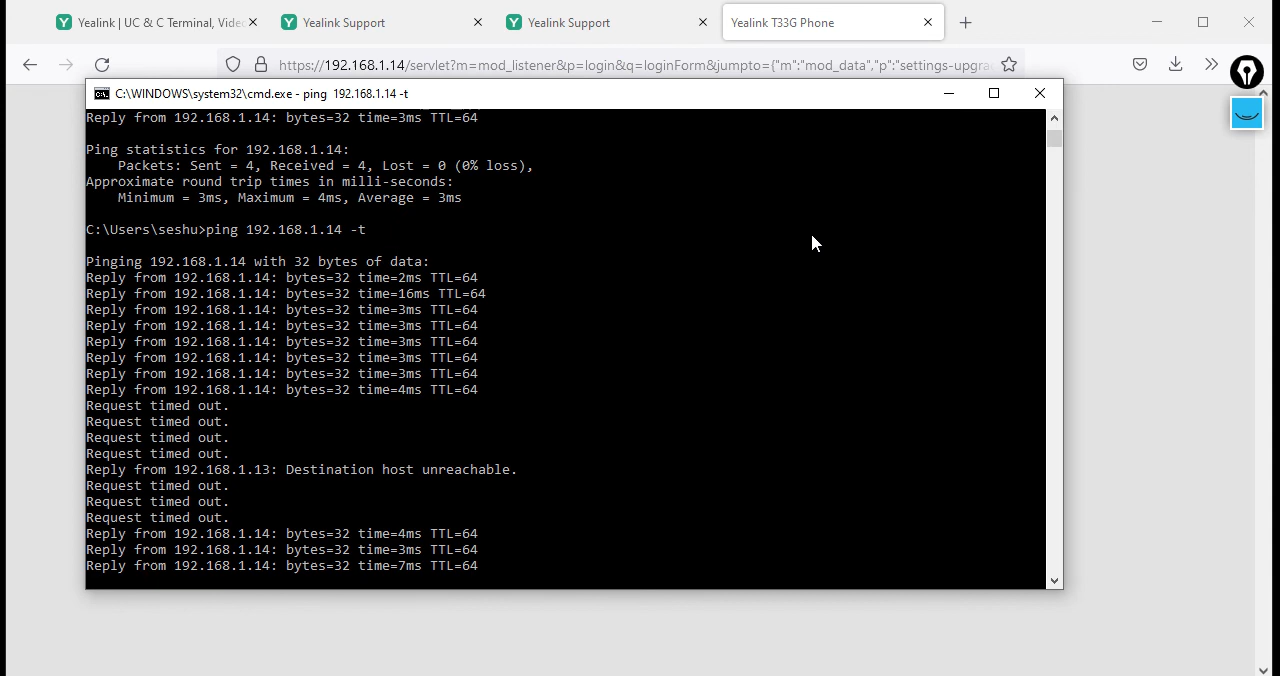 Yealink | UC & C Terminal, Video
Yealink Support
Yealink Support
Yealink T33G Phone
https://192.168.1.14/servlet?m=mod_listener&p=login&q=loginForm&jumpto={"m":"mod_data","p":"settings-upgra
C:\WINDOWS\system32\cmd.exe - ping  192.168.1.14 -t
Reply from 192.168.1.14: bytes=32 time=3ms TTL=64
Ping statistics for 192.168.1.14:
    Packets: Sent = 4, Received = 4, Lost = 0 (0% loss),
Approximate round trip times in milli-seconds:
    Minimum = 3ms, Maximum = 4ms, Average = 3ms
C:\Users\seshu>ping 192.168.1.14 -t
Pinging 192.168.1.14 with 32 bytes of data:
Reply from 192.168.1.14: bytes=32 time=2ms TTL=64
Reply from 192.168.1.14: bytes=32 time=16ms TTL=64
Reply from 192.168.1.14: bytes=32 time=3ms TTL=64
Reply from 192.168.1.14: bytes=32 time=3ms TTL=64
Reply from 192.168.1.14: bytes=32 time=3ms TTL=64
Reply from 192.168.1.14: bytes=32 time=3ms TTL=64
Reply from 192.168.1.14: bytes=32 time=3ms TTL=64
Reply from 192.168.1.14: bytes=32 time=4ms TTL=64
Request timed out.
Request timed out.
Request timed out.
Request timed out.
Reply from 192.168.1.13: Destination host unreachable.
Request timed out.
Request timed out.
Request timed out.
Reply from 192.168.1.14: bytes=32 time=4ms TTL=64
Reply from 192.168.1.14: bytes=32 time=3ms TTL=64
Reply from 192.168.1.14: bytes=32 time=7ms TTL=64